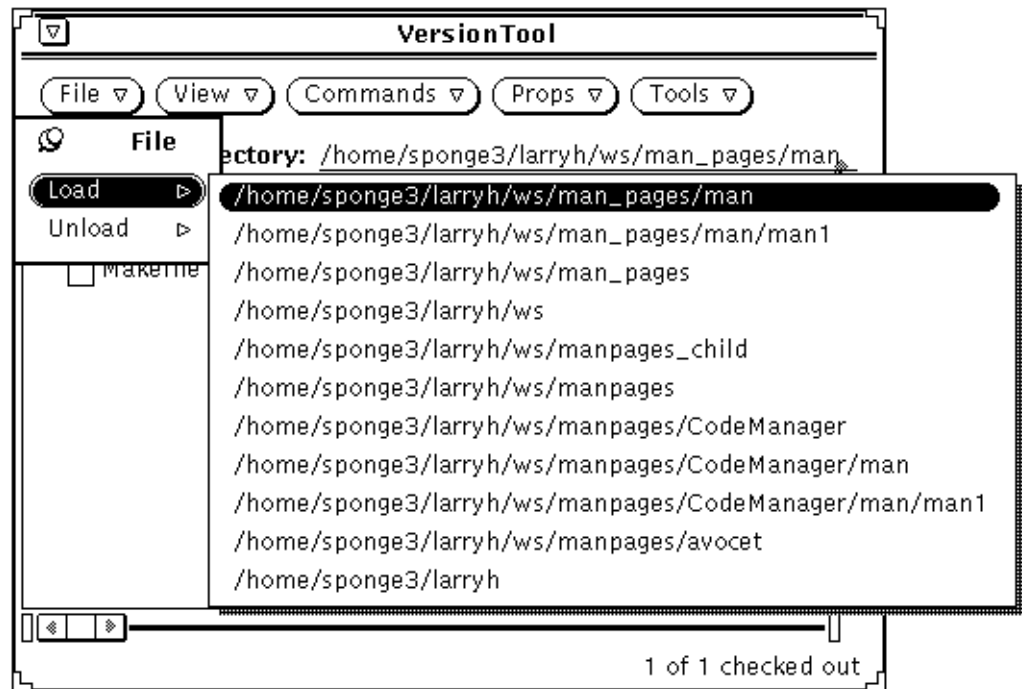 VersionTool
File View Commands Props Tools
File
ectory: /home/sponge3/larryh/ws/man_pages/man
Load
/home/sponge3/larryh/ws/man_pages/man
Unload
/home/sponge3/larryh/ws/man_pages/man/man1
Makefile
/home/sponge3/larryh/ws/man_pages
/home/sponge3/larryh/ws
/home/sponge3/larryh/ws/manpages_child
/home/sponge3/larryh/ws/manpages
/home/sponge3/larryh/ws/manpages/CodeManager
/home/sponge3/larryh/ws/manpages/CodeManager/man
/home/sponge3/larryh/ws/manpages/CodeManager/man/man1
/home/sponge3/larryh/ws/manpages/avocet
/home/sponge3/larryh
1 of 1 checked out